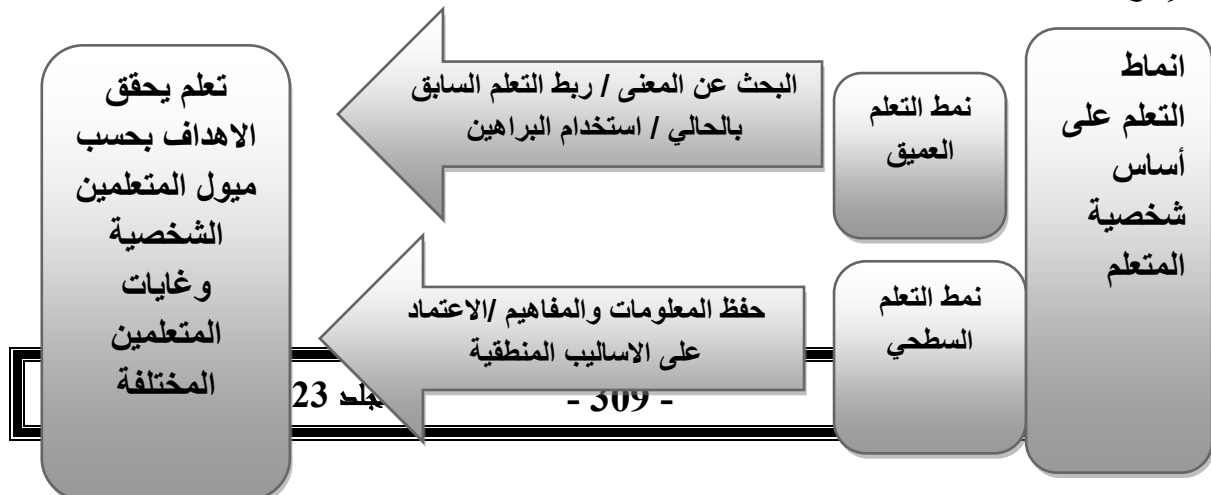 انماط
التعلم على
أساس
شخصية
المتعلم
نمط التعلم
العميق
البحث عن المعنى / ربط التعلم السابق
بالحالي / استخدام البراهين
نمط التعلم
السطحي
حفظ المعلومات والمفاهيم /الاعتماد
على الاساليب المنطقية
تعلم يحقق
الاهداف بحسب
ميول المتعلمين
الشخصية
وغايات
المتعلمين
المختلفة
- 309 -
23